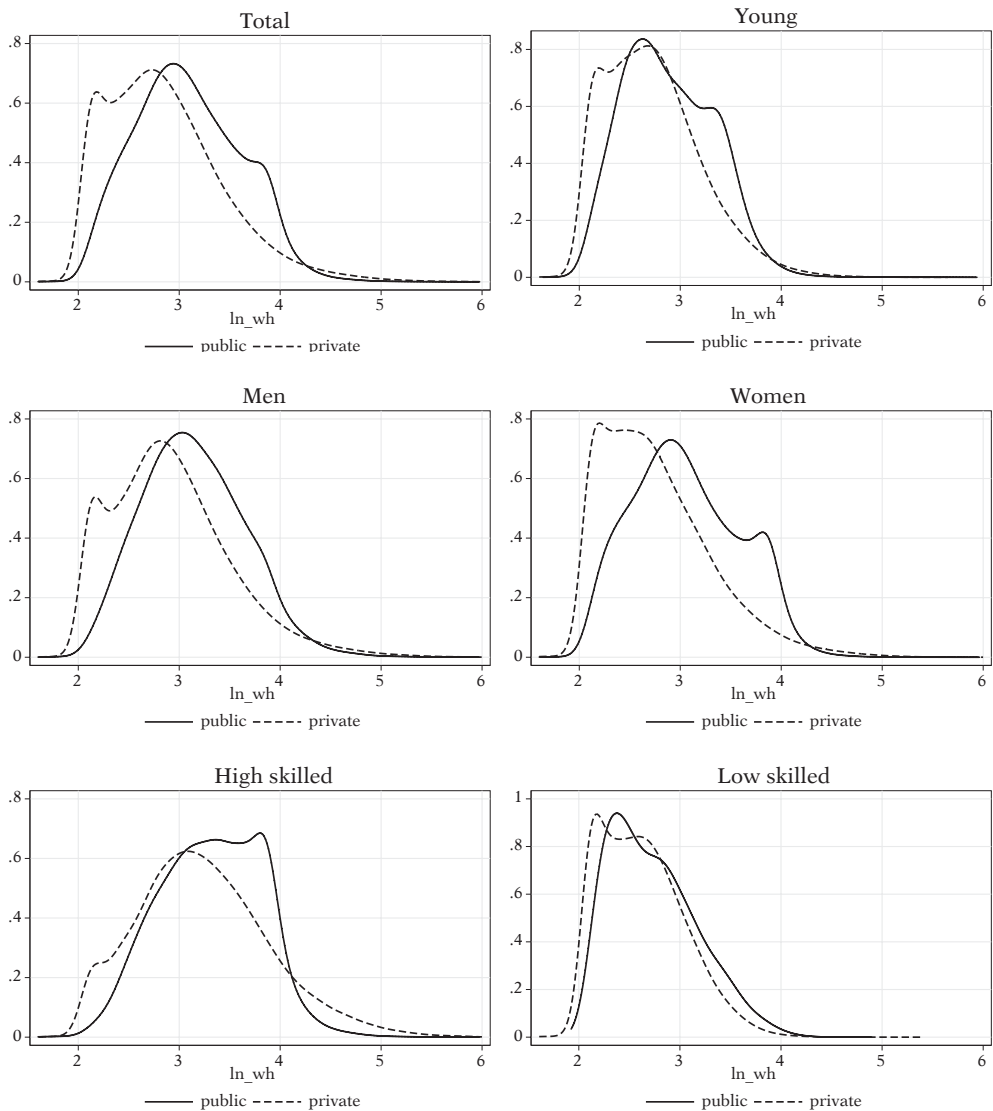 Total
Young
.8
.6
.4
.2
0
2 3 4 5 6
ln_wh
public private
.8
.6
.4
.2
0
2 3 4 5 6
ln_wh
public private
Men
Women
.8
.6
.4
.2
0
2 3 4 5 6
ln_wh
public private
.8
.6
.4
.2
0
2 3 4 5 6
ln_wh
public private
High skilled
Low skilled
.8
.6
.4
.2
0
2 3 4 5 6
ln_wh
public private
1
.8
.6
.4
.2
0
2 3 4 5 6
ln_wh
public private